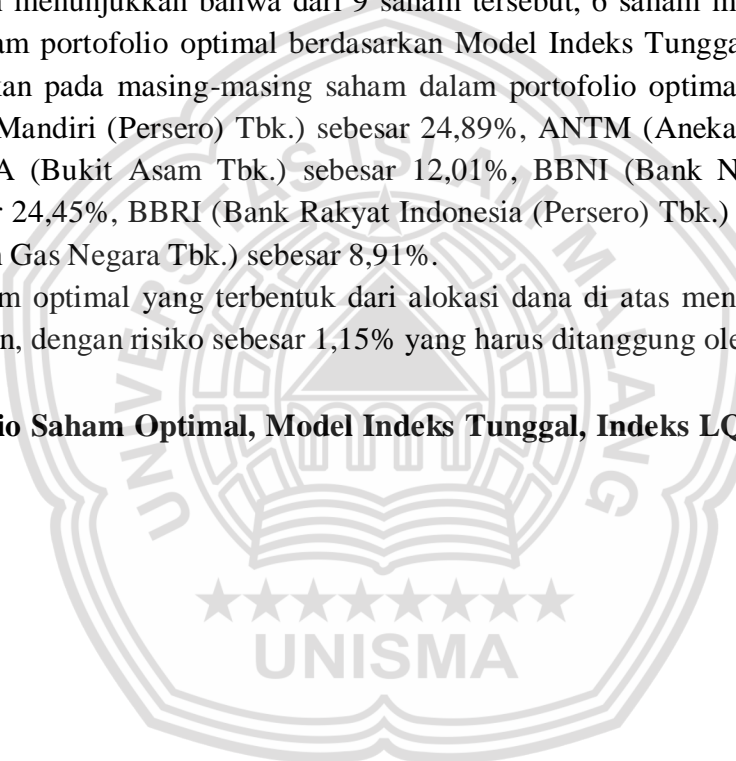 menunjukkan bahwa dari 9 saham tersebut, 6 saham
am portofolio optimal berdasarkan Model Indeks Tungga
kan pada masing-masing saham dalam portofolio optima
Mandiri (Persero) Tbk.) sebesar 24,89%, ANTM (Aneka
A (Bukit Asam Tbk.) sebesar 12,01%, BBNI (Bank N
24,45%, BBRI (Bank Rakyat Indonesia (Persero) Tbk.)
Gas Negara Tbk.) sebesar 8,91%.
m optimal yang terbentuk dari alokasi dana di atas men
n, dengan risiko sebesar 1,15% yang harus ditanggung ole
io Saham Optimal, Model Indeks Tunggal, Indeks LQ
UNIVERSITAS ISLAM MALANG
UNISMA